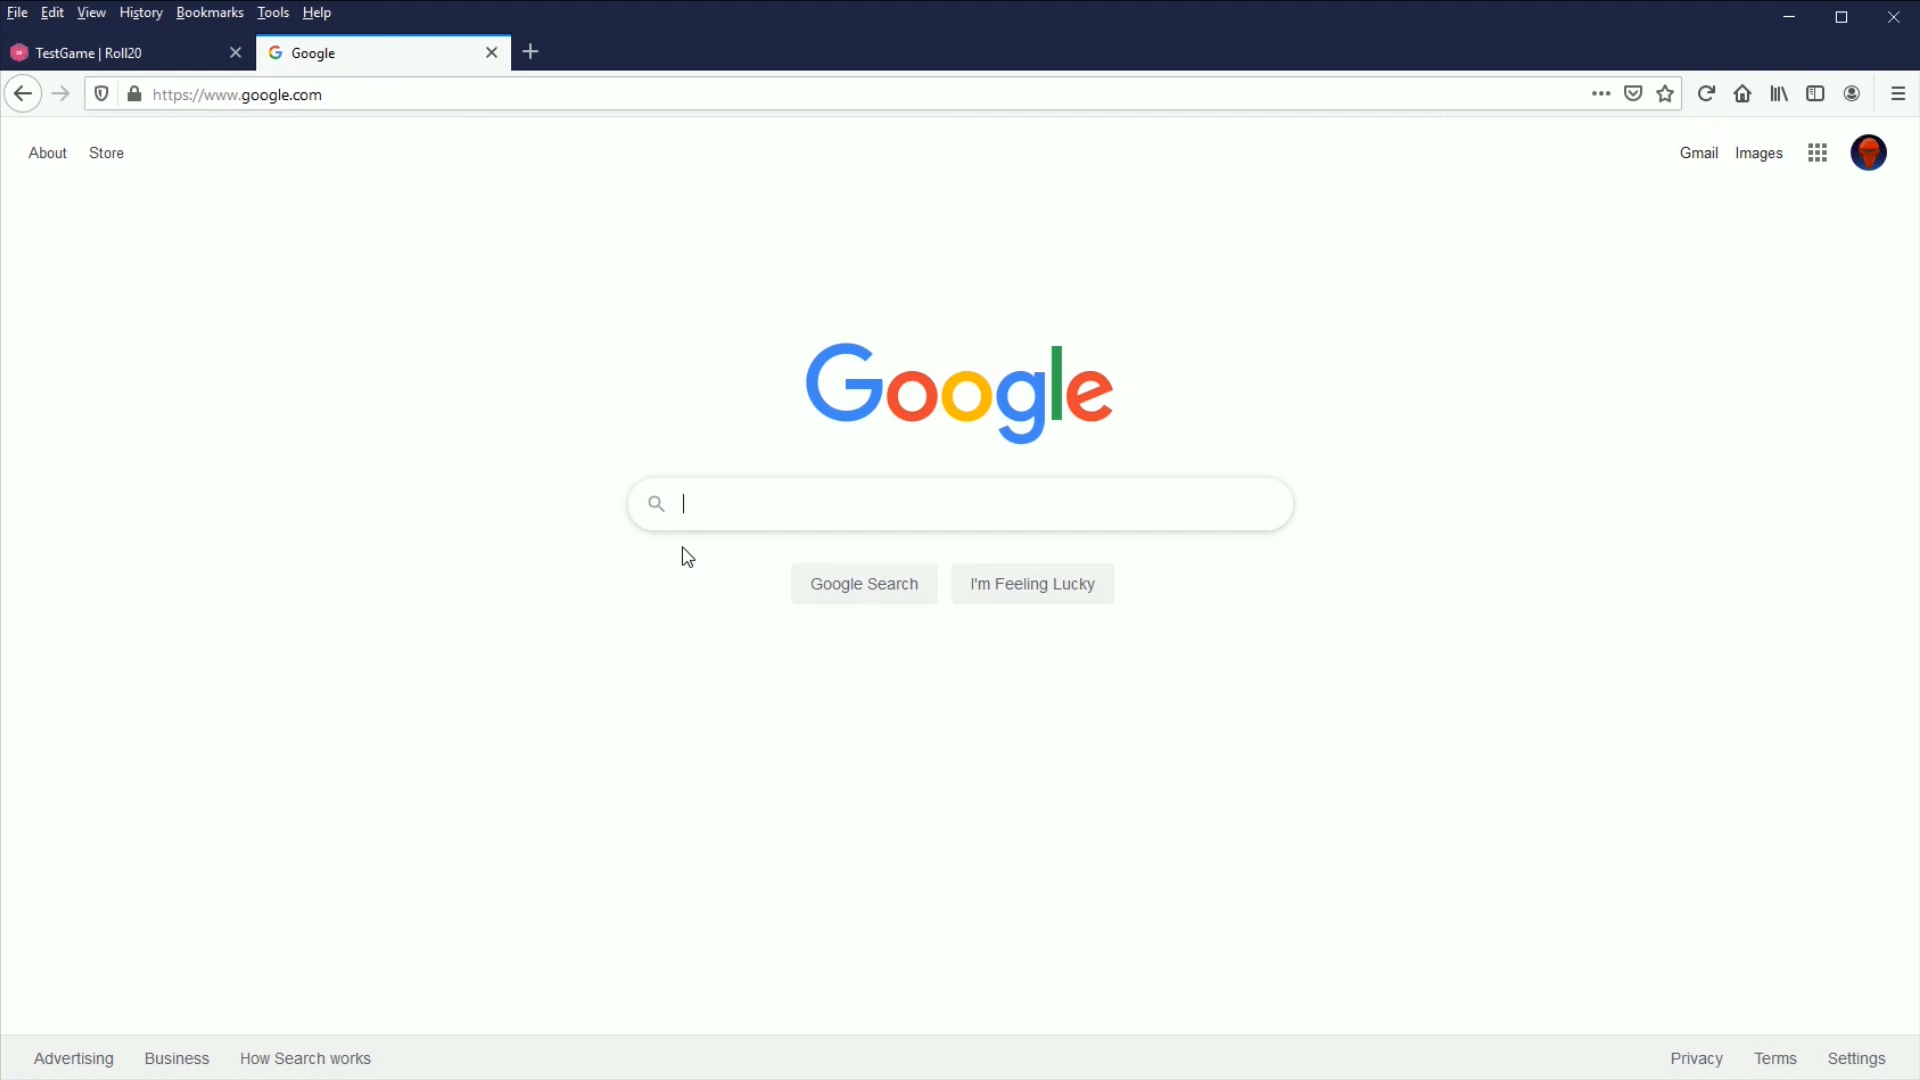 File Edit View History Bookmarks Tools Help
TestGame | Roll20
Google
https://www.google.com
About Store
Gmail Images
Google
Google Search
I'm Feeling Lucky
Advertising Business How Search works
Privacy Terms Settings